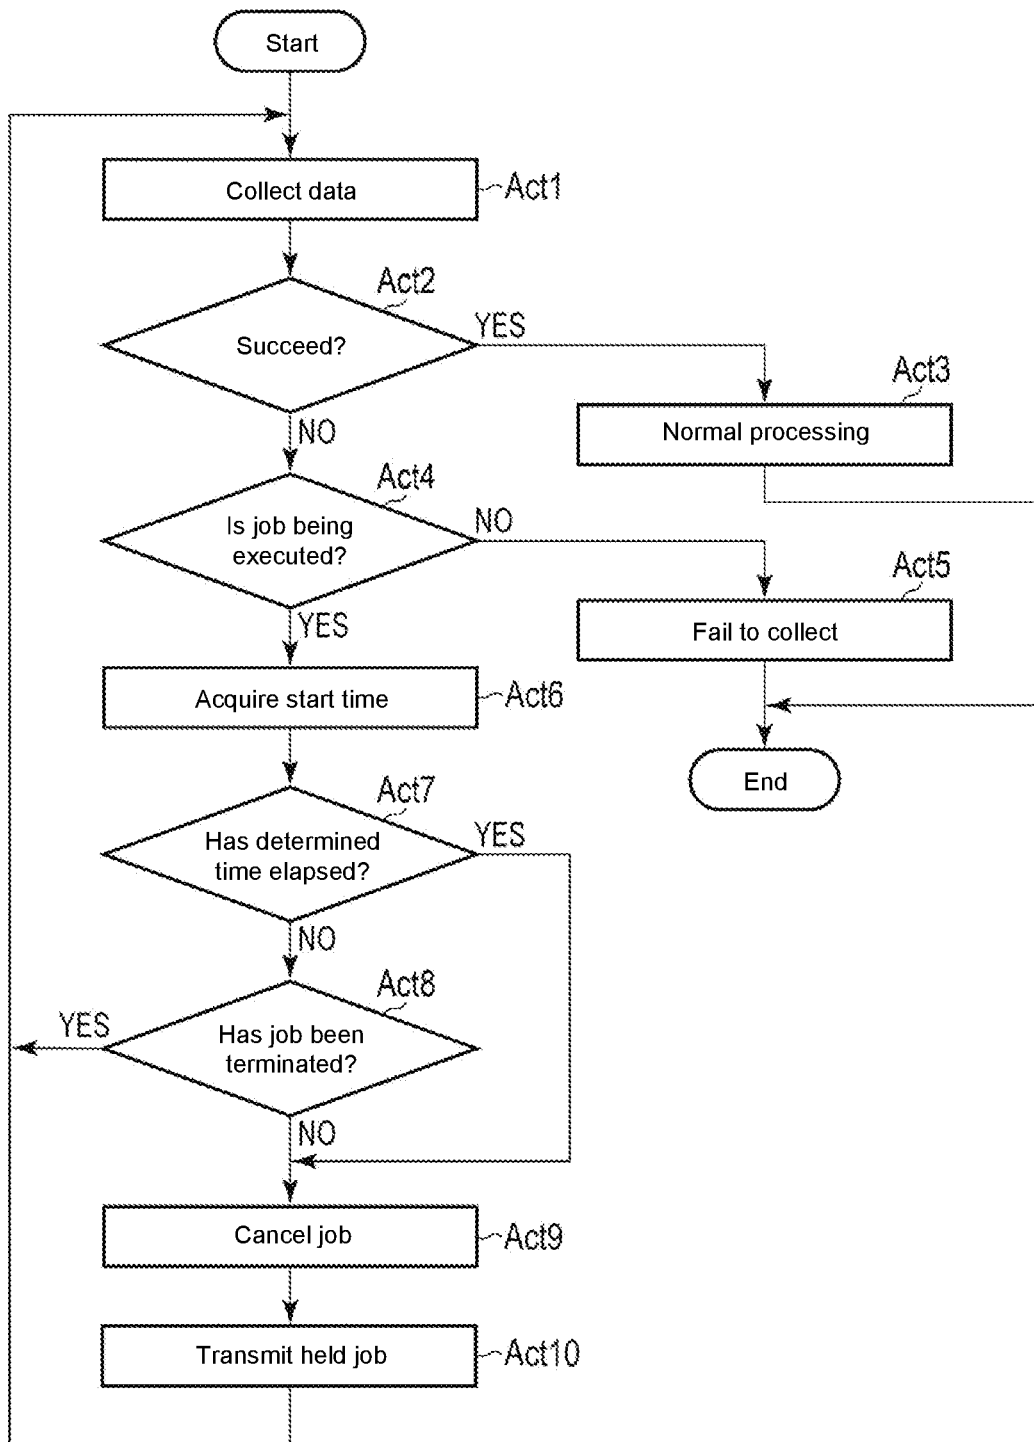 Start
Collect data
Act1
Act2
Succeed?
YES
NO
Act3
Normal processing
Act4
Is job being
executed?
NO
YES
Act5
Fail to collect
Acquire start time
Act6
End
Act7
Has determined
time elapsed?
YES
NO
Act8
Has job been
terminated?
YES
NO
Cancel job
Act9
Transmit held job
Act10